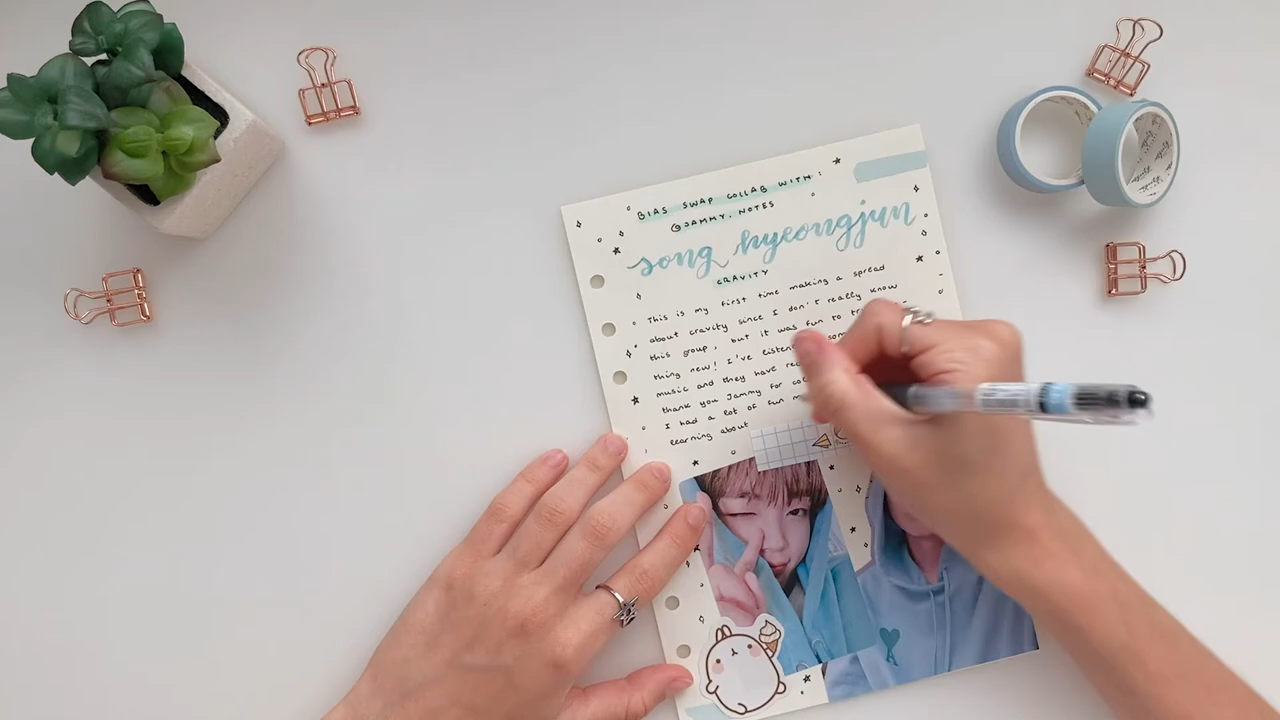 BIAS SWAP COLLAB WITH:
@JAMMY.NOTES
song hyeongjun
CRAVITY
This is my first time making a spread
about cravity since I don't really know
this group, but it was fun to
thing new! I've
music and they have
thank you Jammy for
I had a lot of fun
learning about